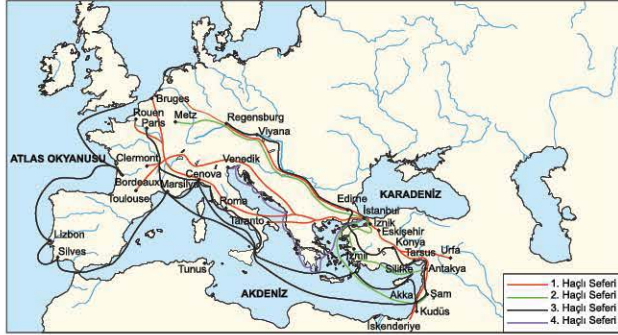 Bruges
Rouen
Paris
Metz
Regensburg
Viyana
ATLAS OKYANUSU
Clermont
Cenova
Venedik
Bordeaux
Marsilya
Toulouse
KARADENİZ
Roma
Edirne
İstanbul
Taranto
İznik
Eskişehir
Lizbon
Silves
İzmir
Konya
Tarsus
Urfa
Silifke
Antakya
Tunus
AKDENİZ
Akka
Şam
Kudüs
İskenderiye
1. Haçlı Seferi
2. Haçlı Seferi
3. Haçlı Seferi
4. Haçlı Seferi